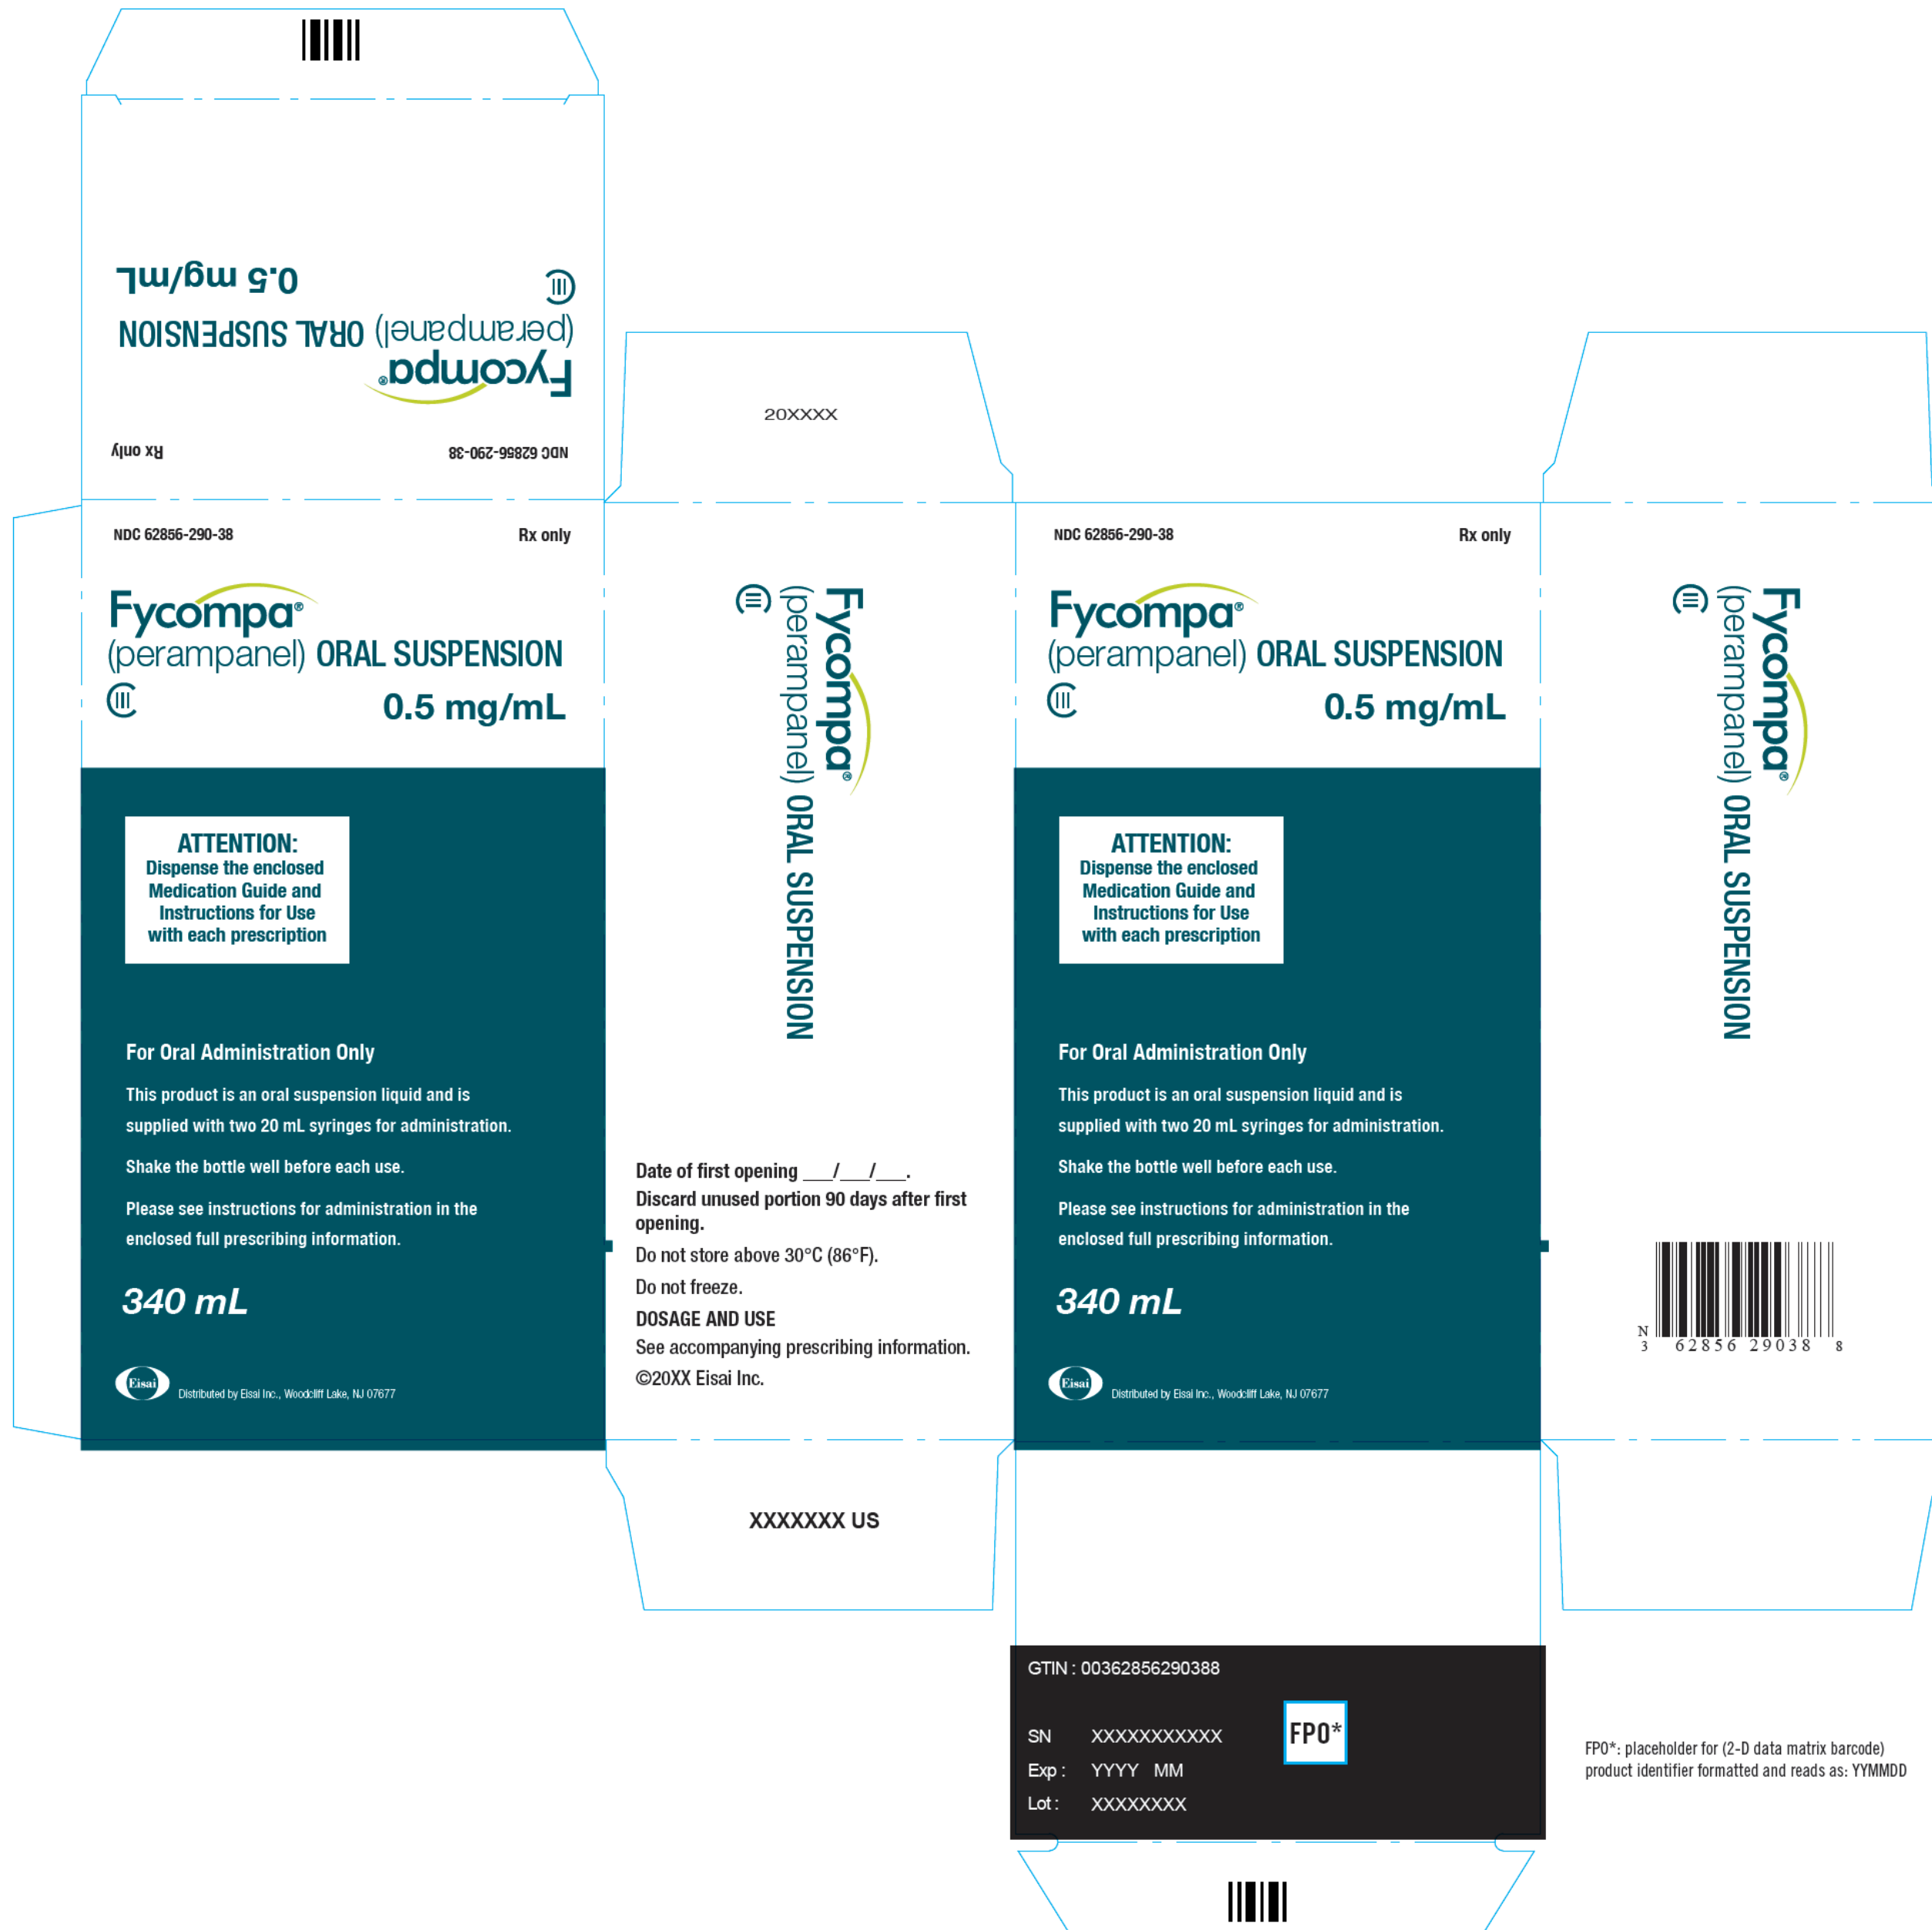 0.5 mg/mL
CIII
(perampanel) ORAL SUSPENSION
Fycompa®
Rx only
NDC 62856-290-38
20XXXX
NDC 62856-290-38
Rx only
Fycompa®
(perampanel) ORAL SUSPENSION
CIII
0.5 mg/mL
ATTENTION:
Dispense the enclosed
Medication Guide and
Instructions for Use
with each prescription
For Oral Administration Only
This product is an oral suspension liquid and is
supplied with two 20 mL syringes for administration.
Shake the bottle well before each use.
Please see instructions for administration in the
enclosed full prescribing information.
340 mL
Eisai
Distributed by Eisai Inc., Woodcliff Lake, NJ 07677
Fycompa®
(perampanel) ORAL SUSPENSION
CIII
Date of first opening ___/___/___.
Discard unused portion 90 days after first
opening.
Do not store above 30°C (86°F).
Do not freeze.
DOSAGE AND USE
See accompanying prescribing information.
©20XX Eisai Inc.
XXXXXXX US
NDC 62856-290-38
Rx only
Fycompa®
(perampanel) ORAL SUSPENSION
CIII
0.5 mg/mL
ATTENTION:
Dispense the enclosed
Medication Guide and
Instructions for Use
with each prescription
For Oral Administration Only
This product is an oral suspension liquid and is
supplied with two 20 mL syringes for administration.
Shake the bottle well before each use.
Please see instructions for administration in the
enclosed full prescribing information.
340 mL
Eisai
Distributed by Eisai Inc., Woodcliff Lake, NJ 07677
Fycompa®
(perampanel) ORAL SUSPENSION
CIII
N
3 62856 29038 8
GTIN : 00362856290388
SN XXXXXXXXXXX
Exp : YYYY MM
Lot : XXXXXXXX
FPO*
FPO*: placeholder for (2-D data matrix barcode)
product identifier formatted and reads as: YYMMDD